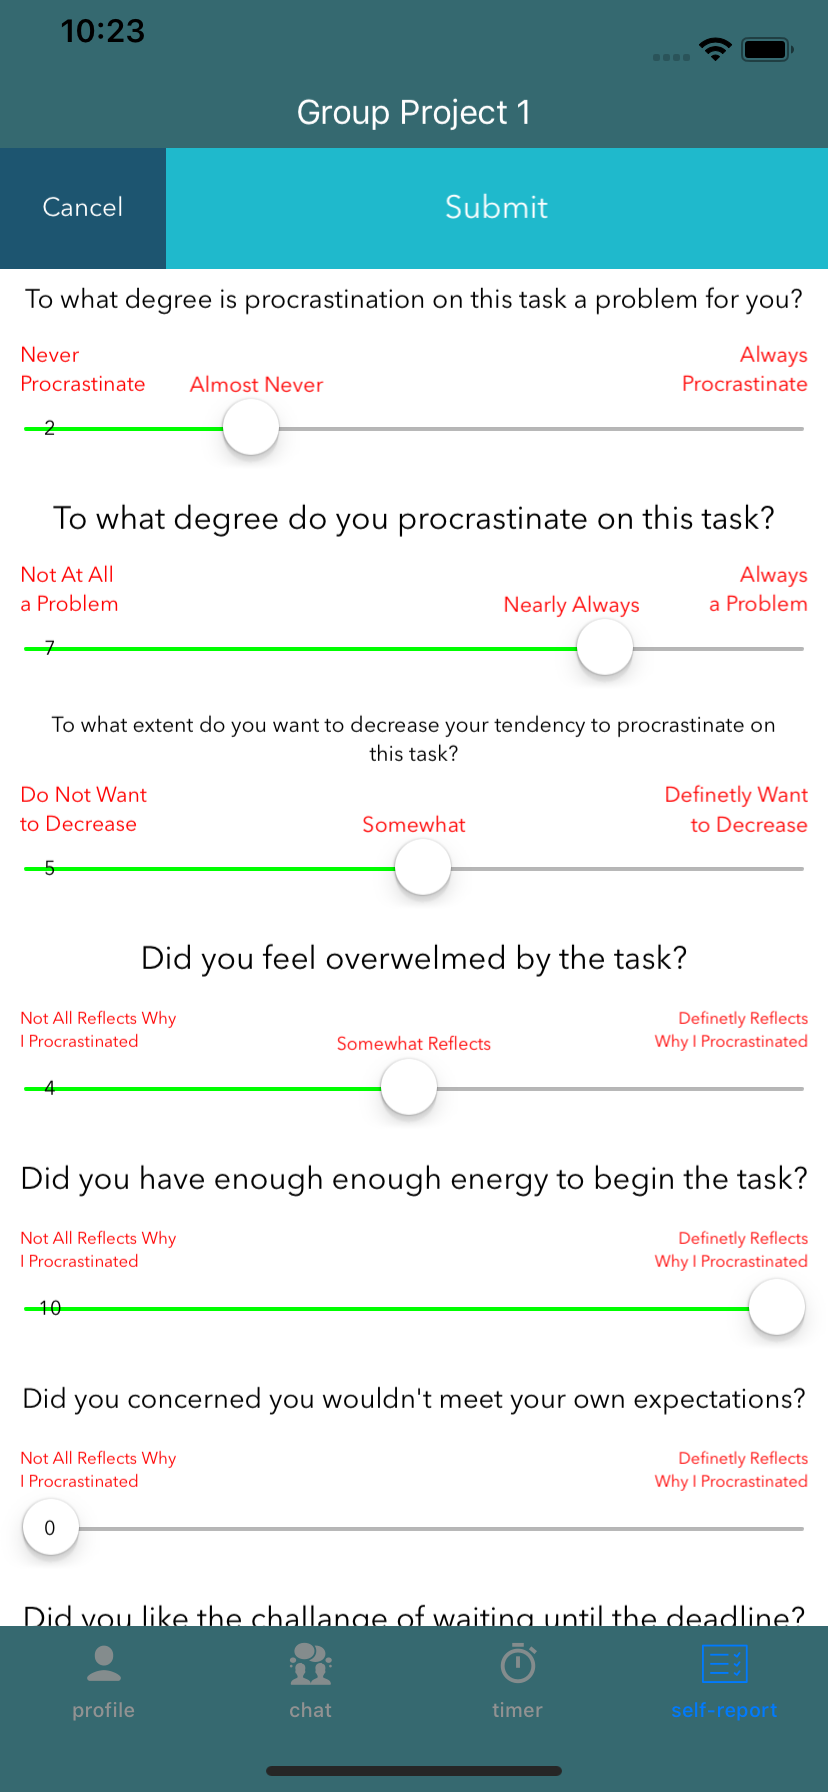 10:23
Group Project 1
Cancel
Submit
To what degree is procrastination on this task a problem for you?
Never
Procrastinate
Almost Never
Always
Procrastinate
2
To what degree do you procrastinate on this task?
Not At All
a Problem
Nearly Always
Always
a Problem
7
To what extent do you want to decrease your tendency to procrastinate on
this task?
Do Not Want
to Decrease
Somewhat
Definetly Want
to Decrease
5
Did you feel overwelmed by the task?
Not All Reflects Why
I Procrastinated
Somewhat Reflects
Definetly Reflects
Why I Procrastinated
4
Did you have enough enough energy to begin the task?
Not All Reflects Why
I Procrastinated
Definetly Reflects
Why I Procrastinated
10
Did you concerned you wouldn't meet your own expectations?
Not All Reflects Why
I Procrastinated
Definetly Reflects
Why I Procrastinated
0
Did you like the challange of waiting until the deadline?
profile
chat
timer
self-report